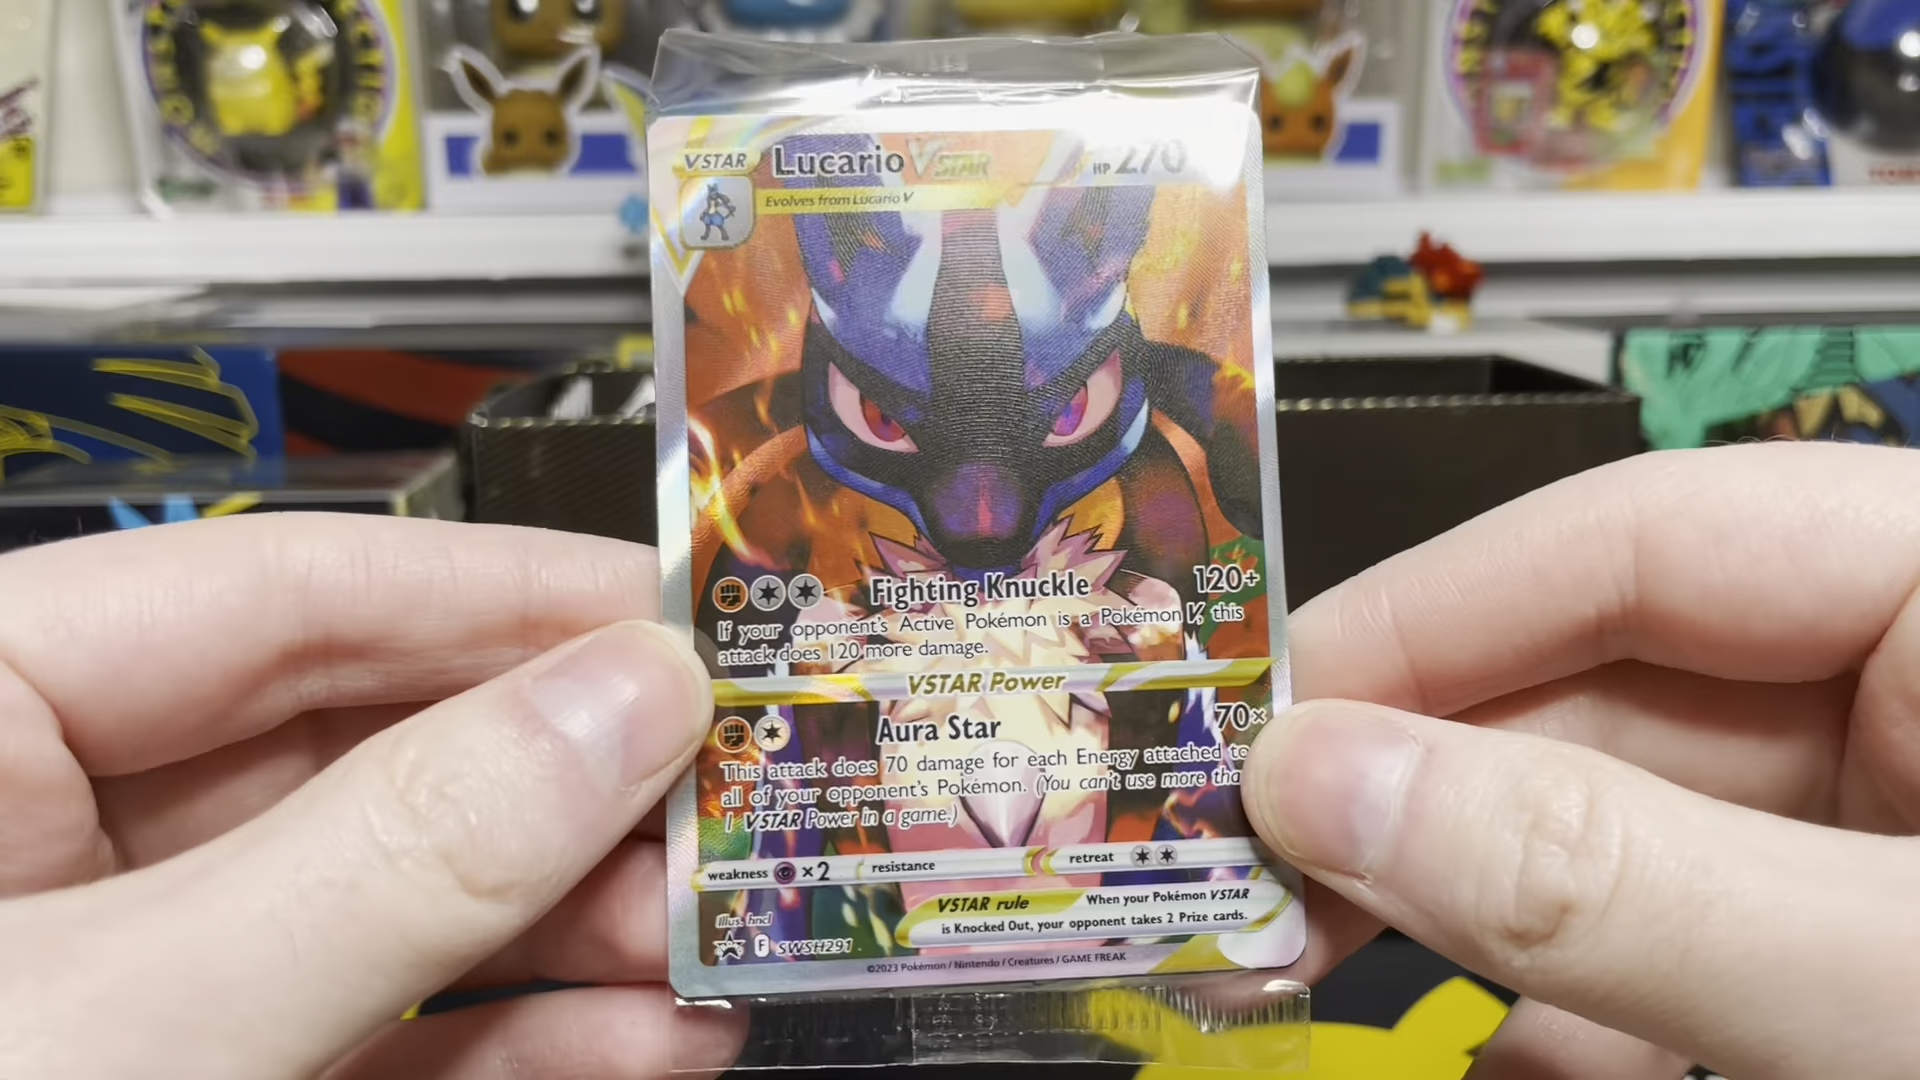 VSTAR Lucario VSTAR HP 270
Evolves from Lucario V
Fighting Knuckle 120+
If your opponent's Active Pokémon is a Pokémon V, this
attack does 120 more damage.
VSTAR Power
Aura Star 70×
This attack does 70 damage for each Energy attached to
all of your opponent's Pokémon. (You can't use more tha
1 VSTAR Power in a game.)
weakness ×2 resistance retreat
VSTAR rule When your Pokémon VSTAR
is Knocked Out, your opponent takes 2 Prize cards.
Illus. hncl
F SWSH291
©2023 Pokémon / Nintendo / Creatures / GAME FREAK